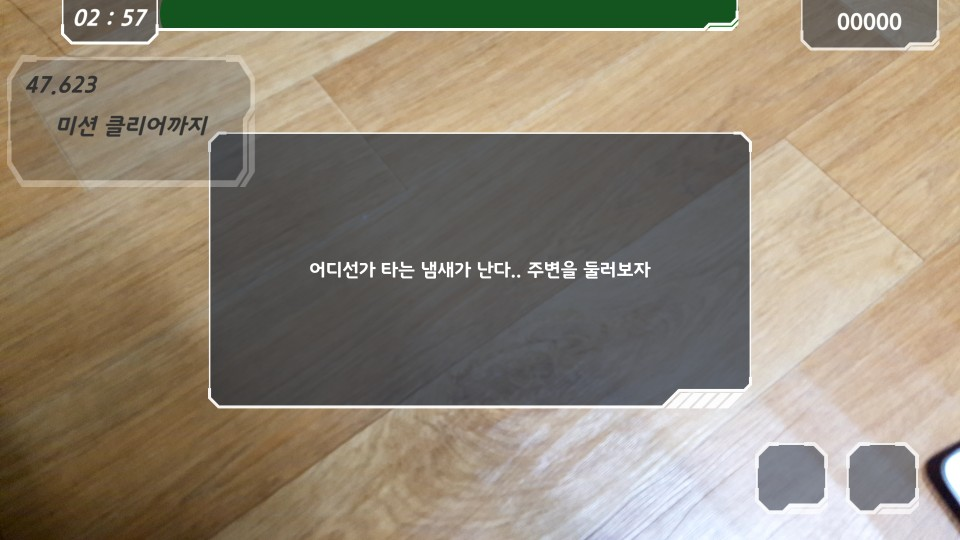 02 : 57
00000
47.623
미션 클리어까지
어디선가 타는 냄새가 난다.. 주변을 둘러보자